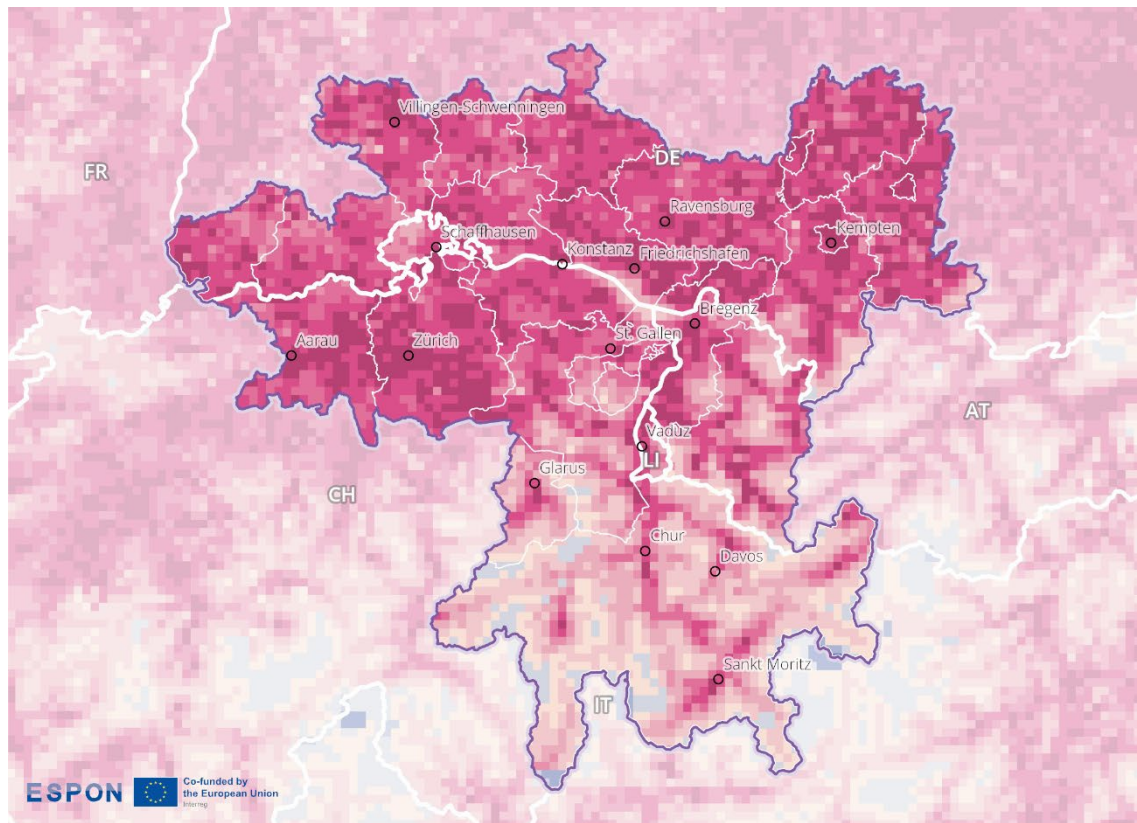 Villingen-Schwenningen
DE
FR
Ravensburg
Schaffhausen
Kempten
Konstanz
Friedrichshafen
Bregenz
St. Gallen
Aarau
Zürich
AT
Vaduz
LI
Glarus
CH
Chur
Davos
Sankt Moritz
IT
ESPON
Co-funded by
the European Union
Interreg